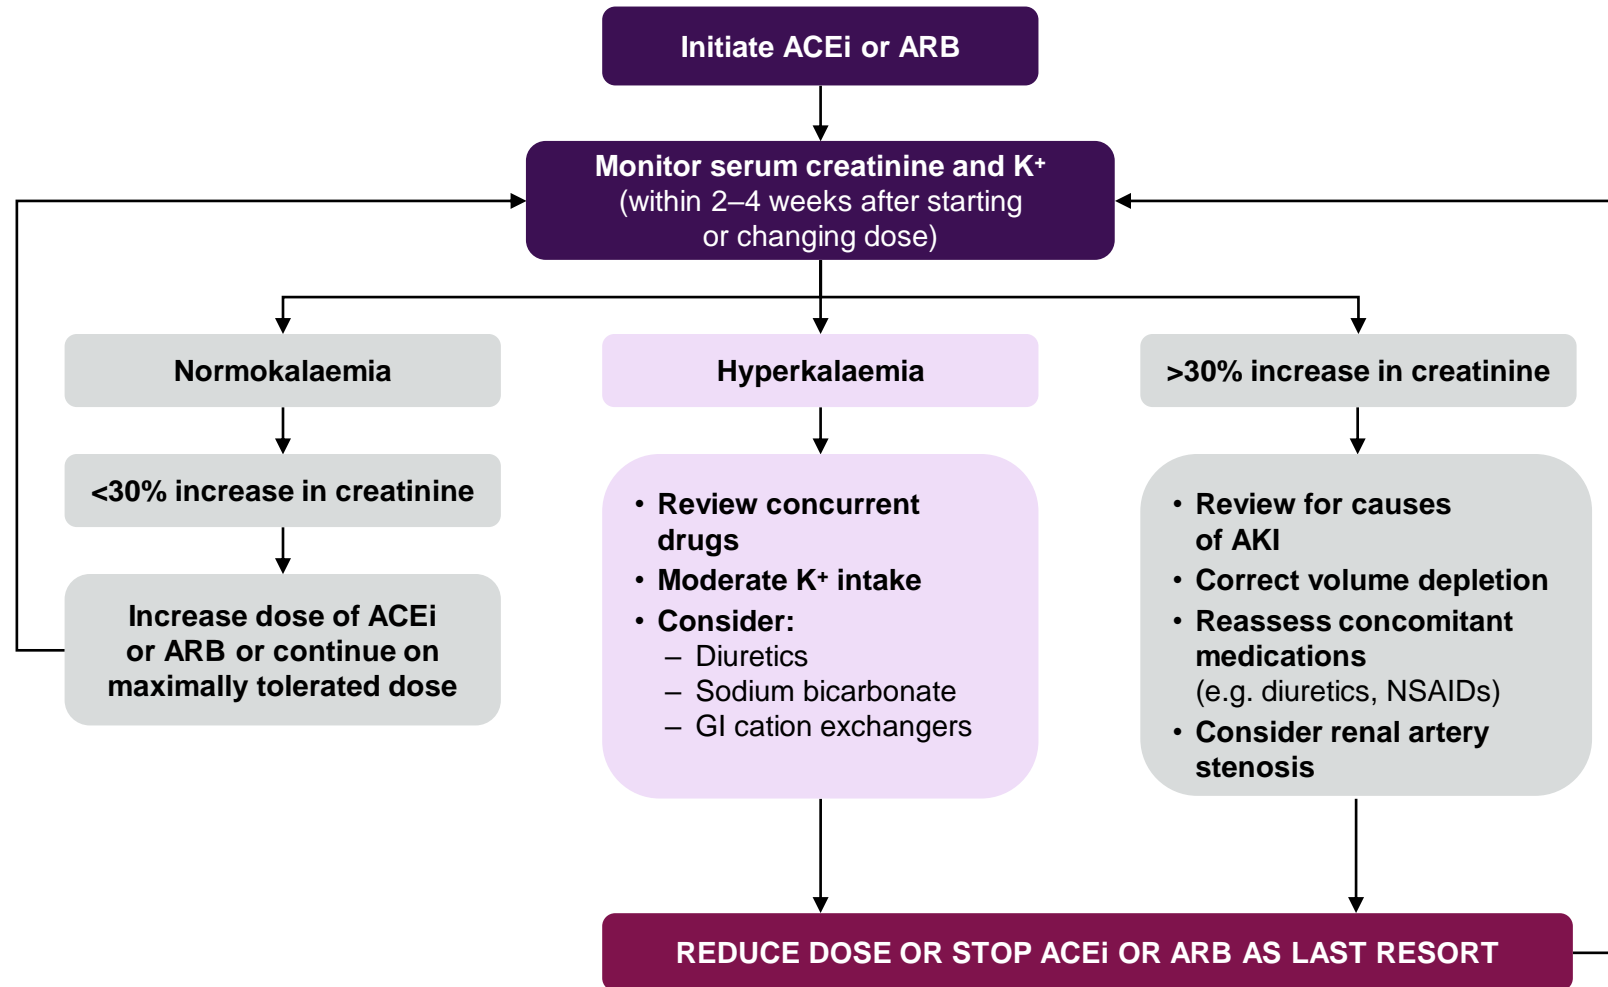 Initiate ACEi or ARB
Monitor serum creatinine and K⁺
(within 2–4 weeks after starting
or changing dose)
Normokalaemia
Hyperkalaemia
>30% increase in creatinine
<30% increase in creatinine
Increase dose of ACEi
or ARB or continue on
maximally tolerated dose
• Review concurrent
drugs
• Moderate K⁺ intake
• Consider:
– Diuretics
– Sodium bicarbonate
– GI cation exchangers
• Review for causes
of AKI
• Correct volume depletion
• Reassess concomitant
medications
(e.g. diuretics, NSAIDs)
• Consider renal artery
stenosis
REDUCE DOSE OR STOP ACEi OR ARB AS LAST RESORT